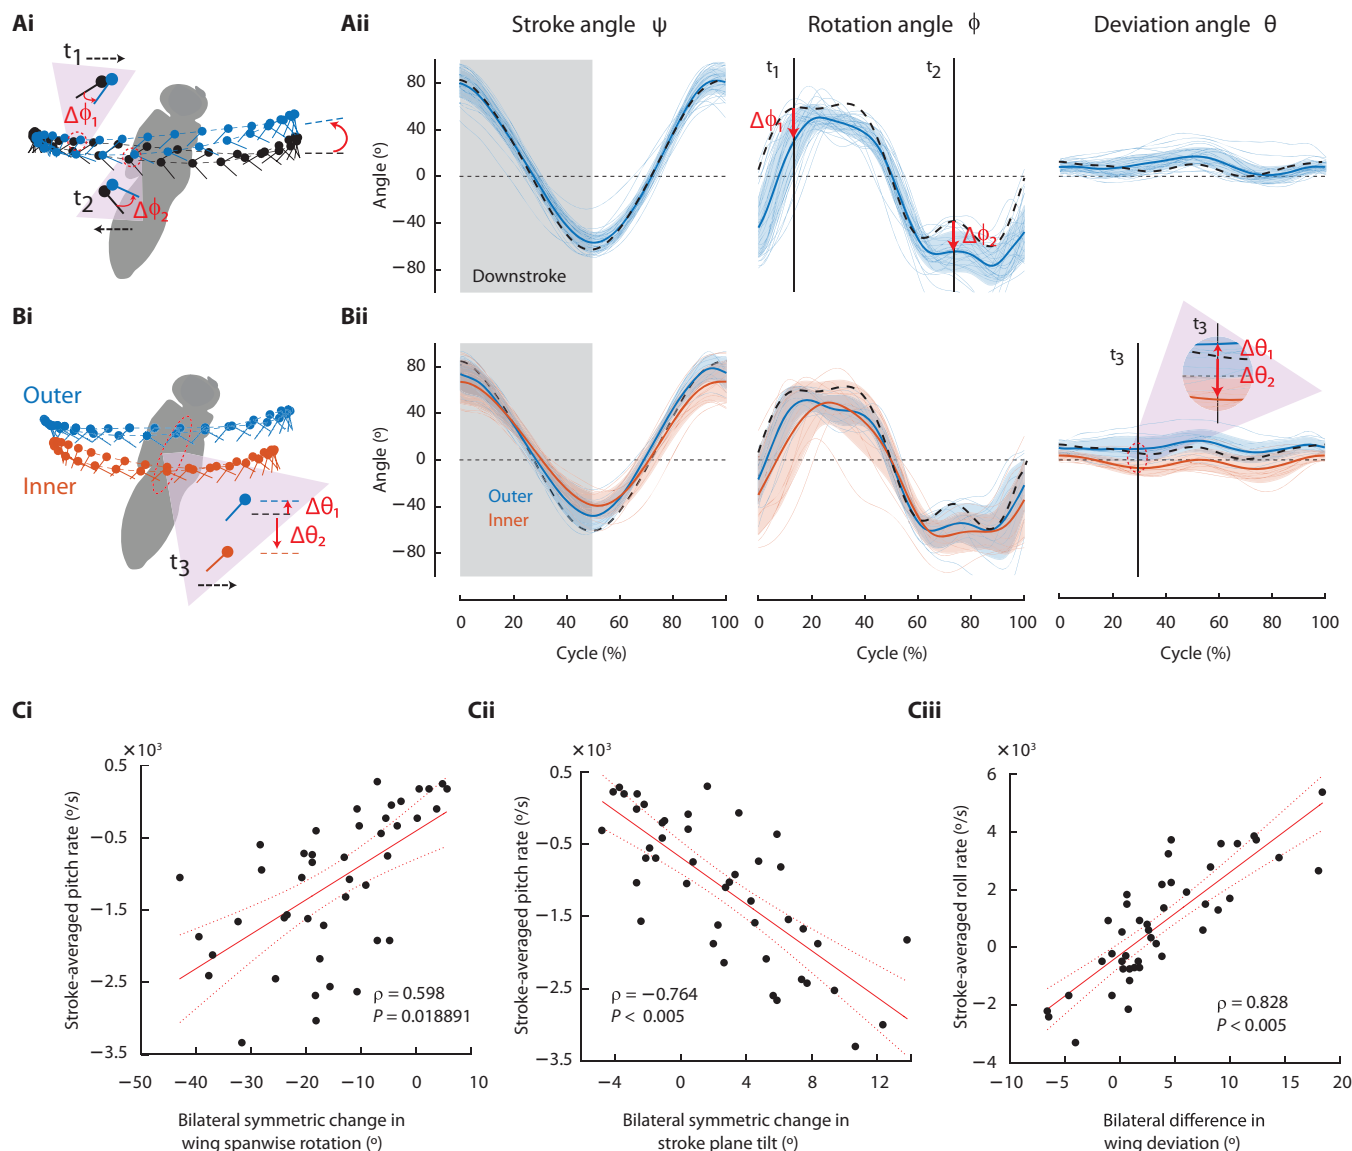 Ai
t₁
Δϕ₁
t₂
Δϕ₂
Aii
Stroke angle ψ
Rotation angle ϕ
Deviation angle θ
Angle (º)
80
40
0
−40
−80
Downstroke
t₁
t₂
Δϕ₁
Δϕ₂
Bi
Outer
Inner
Δθ₁
Δθ₂
t₃
Bii
Angle (º)
80
40
0
−40
−80
Outer
Inner
t₃
t₃
Δθ₁
Δθ₂
0 20 40 60 80 100
Cycle (%)
0 20 40 60 80 100
Cycle (%)
0 20 40 60 80 100
Cycle (%)
Ci
×10³
Stroke-averaged pitch rate (º/s)
0.5
−0.5
−1.5
−2.5
−3.5
ρ = 0.598
P = 0.018891
−50 −40 −30 −20 −10 0 10
Bilateral symmetric change in
wing spanwise rotation (º)
Cii
×10³
Stroke-averaged pitch rate (º/s)
0.5
−0.5
−1.5
−2.5
−3.5
ρ = −0.764
P < 0.005
−4 0 4 8 12
Bilateral symmetric change in
stroke plane tilt (º)
Ciii
×10³
Stroke-averaged roll rate (º/s)
6
4
2
0
−2
−4
ρ = 0.828
P < 0.005
−10 −5 0 5 10 15 20
Bilateral difference in
wing deviation (º)